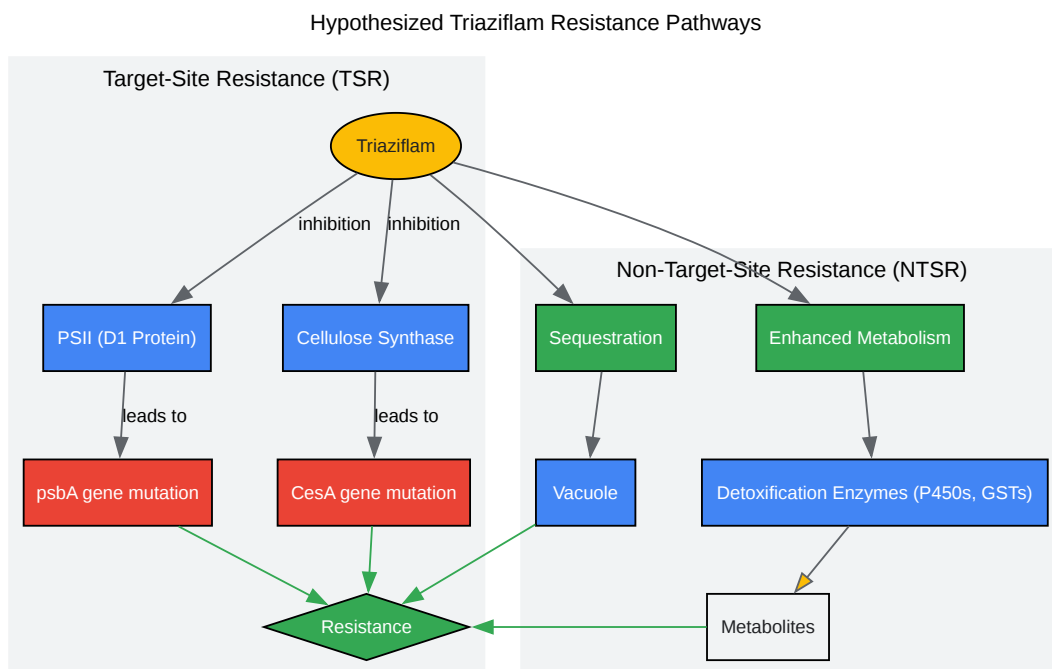 Hypothesized Triaziflam Resistance Pathways
Target-Site Resistance (TSR)
Triaziflam
inhibition
inhibition
Non-Target-Site Resistance (NTSR)
PSII (D1 Protein)
Cellulose Synthase
Sequestration
Enhanced Metabolism
leads to
leads to
psbA gene mutation
CesA gene mutation
Vacuole
Detoxification Enzymes (P450s, GSTs)
Resistance
Metabolites